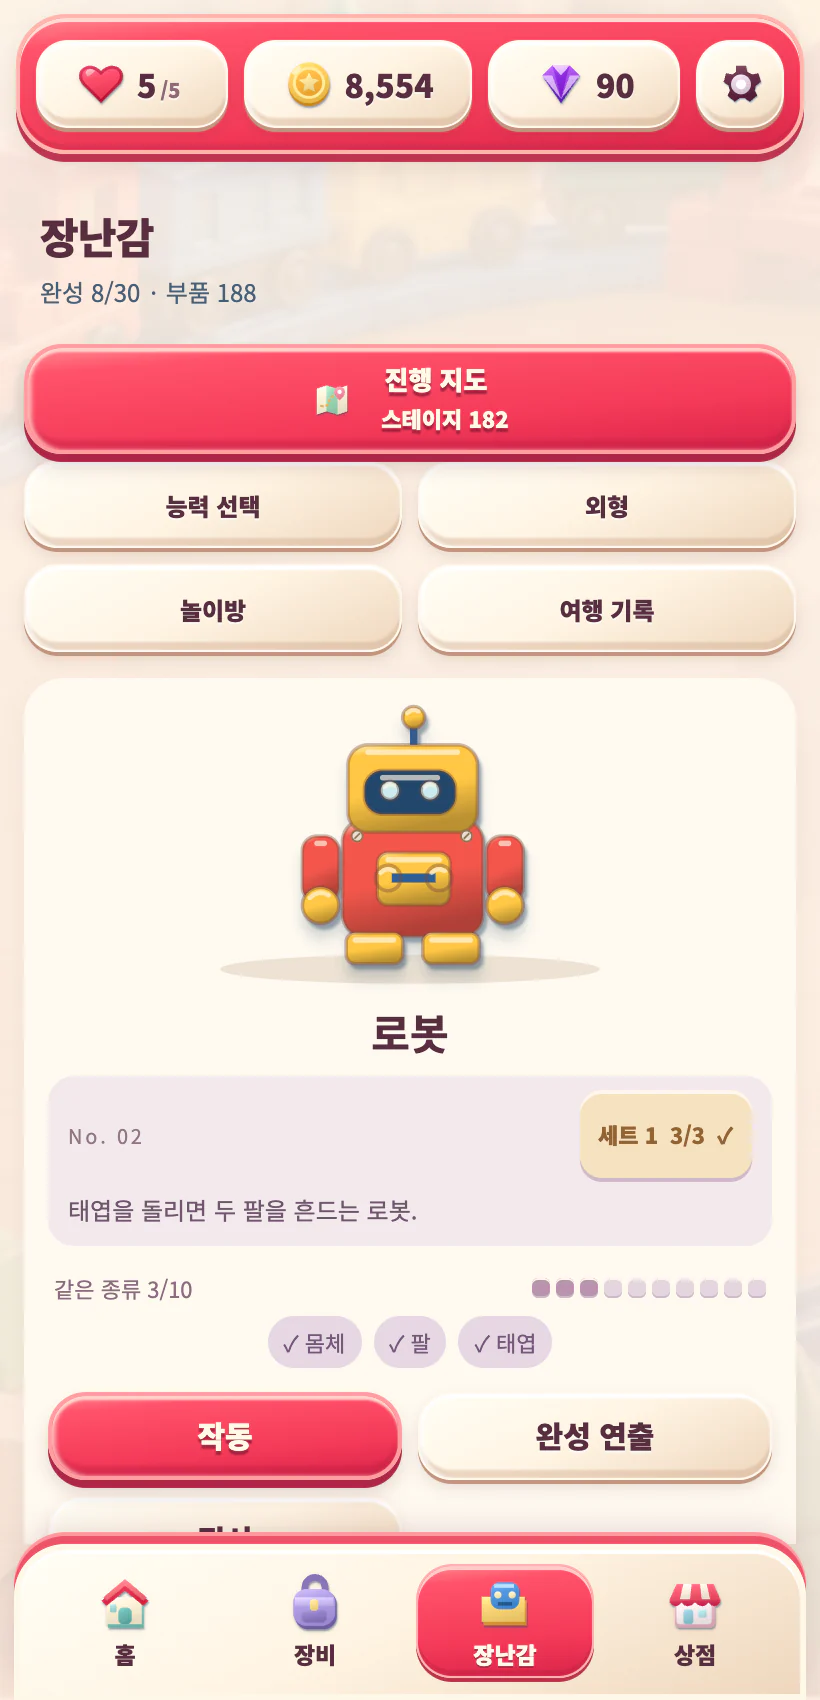 5/5
8,554
90
장난감
완성 8/30 · 부품 188
진행 지도
스테이지 182
능력 선택
외형
놀이방
여행 기록
로봇
No. 02
세트 1 3/3 ✓
태엽을 돌리면 두 팔을 흔드는 로봇.
같은 종류 3/10
✓ 몸체
✓ 팔
✓ 태엽
작동
완성 연출
홈
장비
장난감
상점